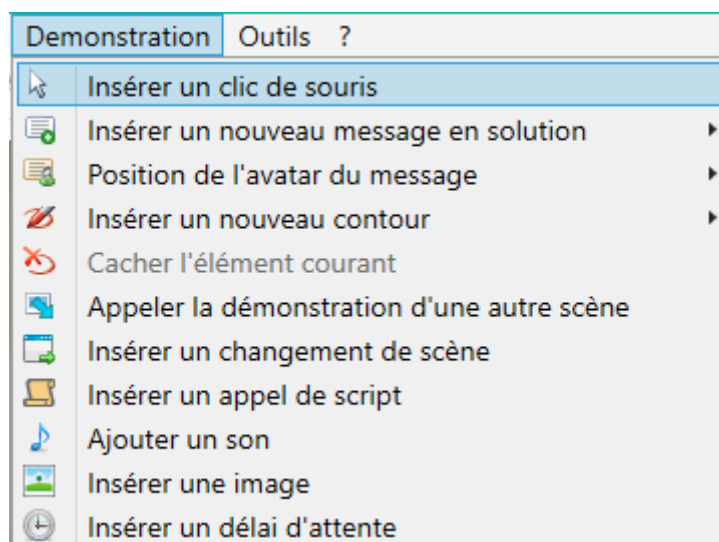 Demonstration Outils ?
Insérer un clic de souris
Insérer un nouveau message en solution
Position de l'avatar du message
Insérer un nouveau contour
Cacher l'élément courant
Appeler la démonstration d'une autre scène
Insérer un changement de scène
Insérer un appel de script
Ajouter un son
Insérer une image
Insérer un délai d'attente